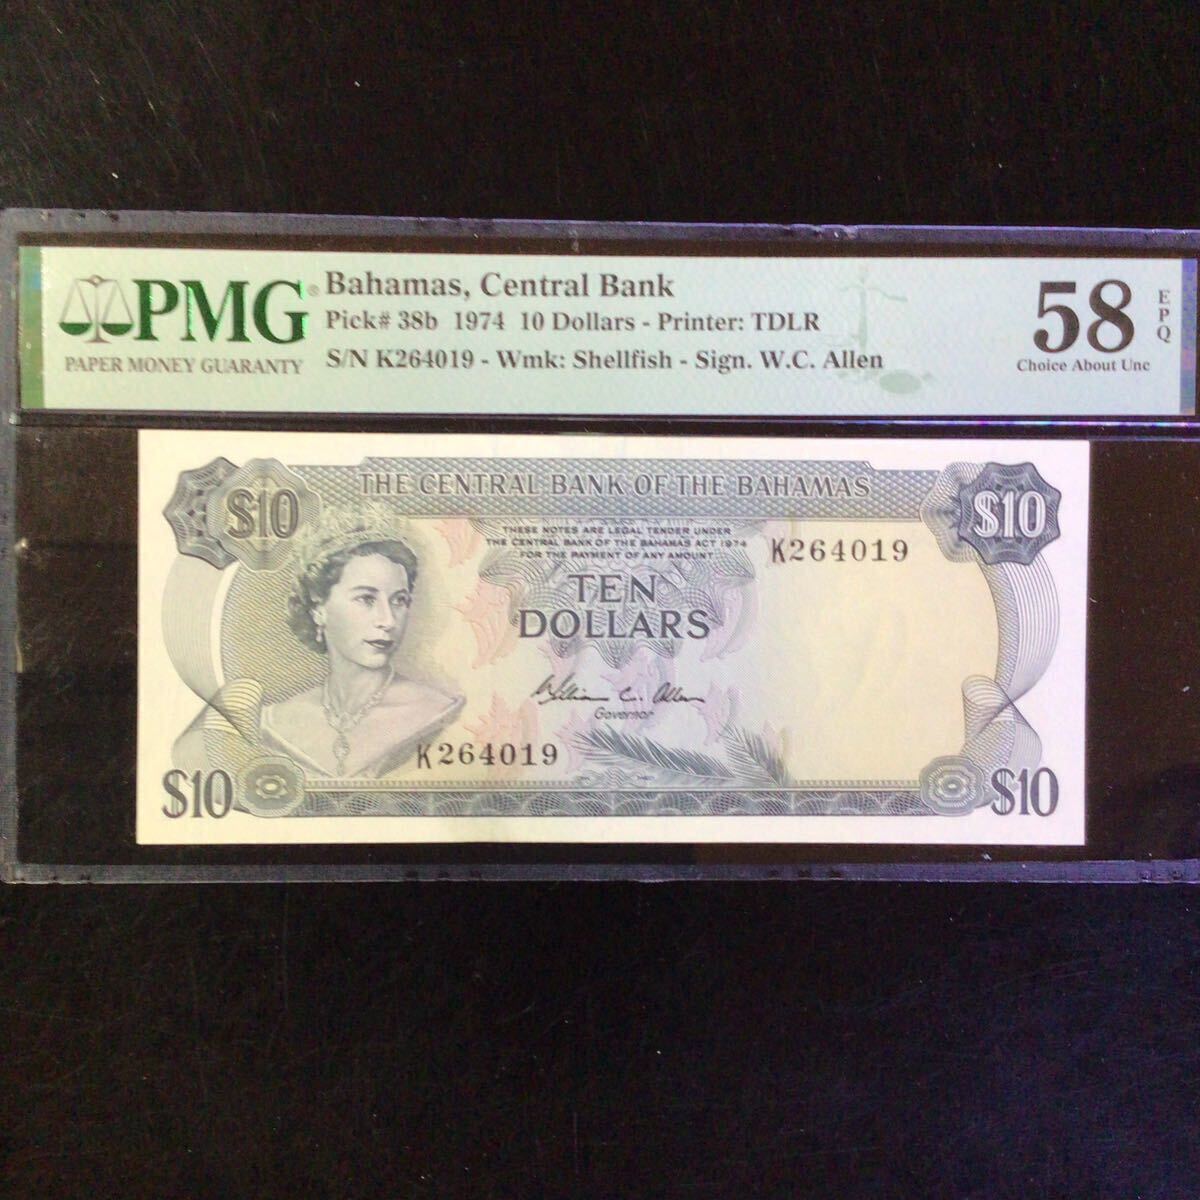 PMG®
PAPER MONEY GUARANTY
Bahamas, Central Bank
Pick# 38b 1974 10 Dollars - Printer: TDLR
S/N K264019 - Wmk: Shellfish - Sign. W.C. Allen
58
EPQ
Choice About Unc
THE CENTRAL BANK OF THE BAHAMAS
$10
$10
THESE NOTES ARE LEGAL TENDER UNDER
THE CENTRAL BANK OF THE BAHAMAS ACT 1974
FOR THE PAYMENT OF ANY AMOUNT
K264019
TEN
DOLLARS
William C. Allen
Governor
K264019
$10
$10